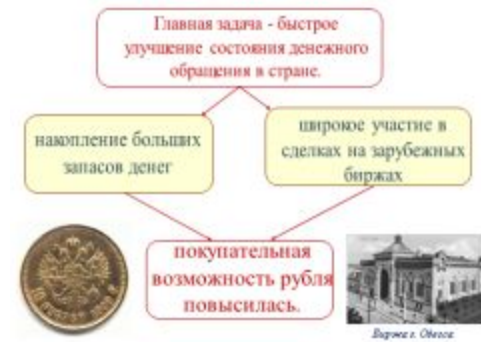 Главная задача - быстрое
улучшение состояния денежного
обращения в стране.
накопление больших
запасов денег
широкое участие в
сделках на зарубежных
биржах
покупательная
возможность рубля
повысилась.
Биржа г. Одесса